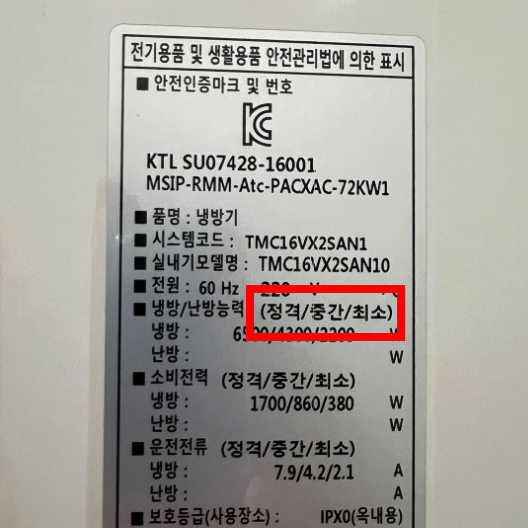 전기용품 및 생활용품 안전관리법에 의한 표시
■ 안전인증마크 및 번호
KTL SU07428-16001
MSIP-RMM-Atc-PACXAC-72KW1
■ 품명 : 냉방기
■ 시스템코드 : TMC16VX2SAN1
■ 실내기모델명 : TMC16VX2SAN10
■ 전원 : 60 Hz 220 V
■ 냉방/난방능력 (정격/중간/최소)
냉방 : 6500/4300/2200 W
난방 : W
■ 소비전력 (정격/중간/최소)
냉방 : 1700/860/380 W
난방 : W
■ 운전전류 (정격/중간/최소)
냉방 : 7.9/4.2/2.1 A
난방 : A
■ 보호등급(사용장소) : IPX0(옥내용)